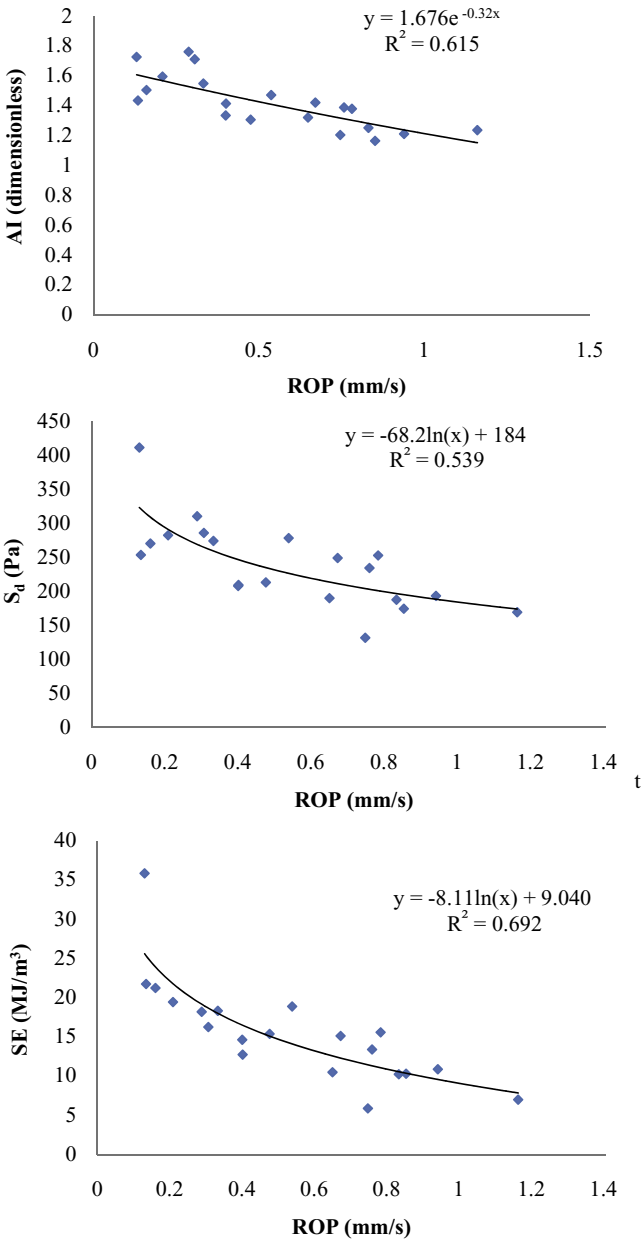 y = 1.676e^-0.32x
R² = 0.615
2
1.8
1.6
1.4
1.2
1
0.8
0.6
0.4
0.2
0
AI (dimensionless)
0 0.5 1 1.5
ROP (mm/s)
y = -68.2ln(x) + 184
R² = 0.539
450
400
350
300
250
200
150
100
50
0
S_d (Pa)
0 0.2 0.4 0.6 0.8 1 1.2 1.4
t
ROP (mm/s)
y = -8.11ln(x) + 9.040
R² = 0.692
40
35
30
25
20
15
10
5
0
SE (MJ/m³)
0 0.2 0.4 0.6 0.8 1 1.2 1.4
ROP (mm/s)